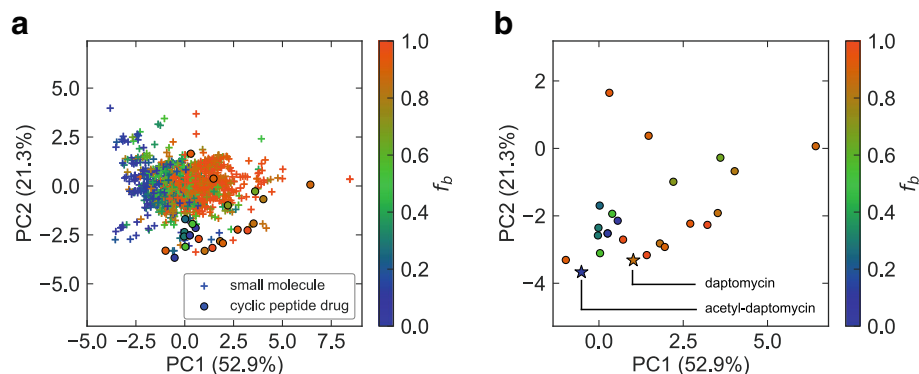 a
b
5.0
2.5
0.0
−2.5
−5.0
PC2 (21.3%)
−5.0
−2.5
0.0
2.5
5.0
7.5
PC1 (52.9%)
small molecule
cyclic peptide drug
1.0
0.8
0.6
0.4
0.2
0.0
f_b
2
0
−2
−4
PC2 (21.3%)
0.0
2.5
5.0
PC1 (52.9%)
daptomycin
acetyl-daptomycin
1.0
0.8
0.6
0.4
0.2
0.0
f_b